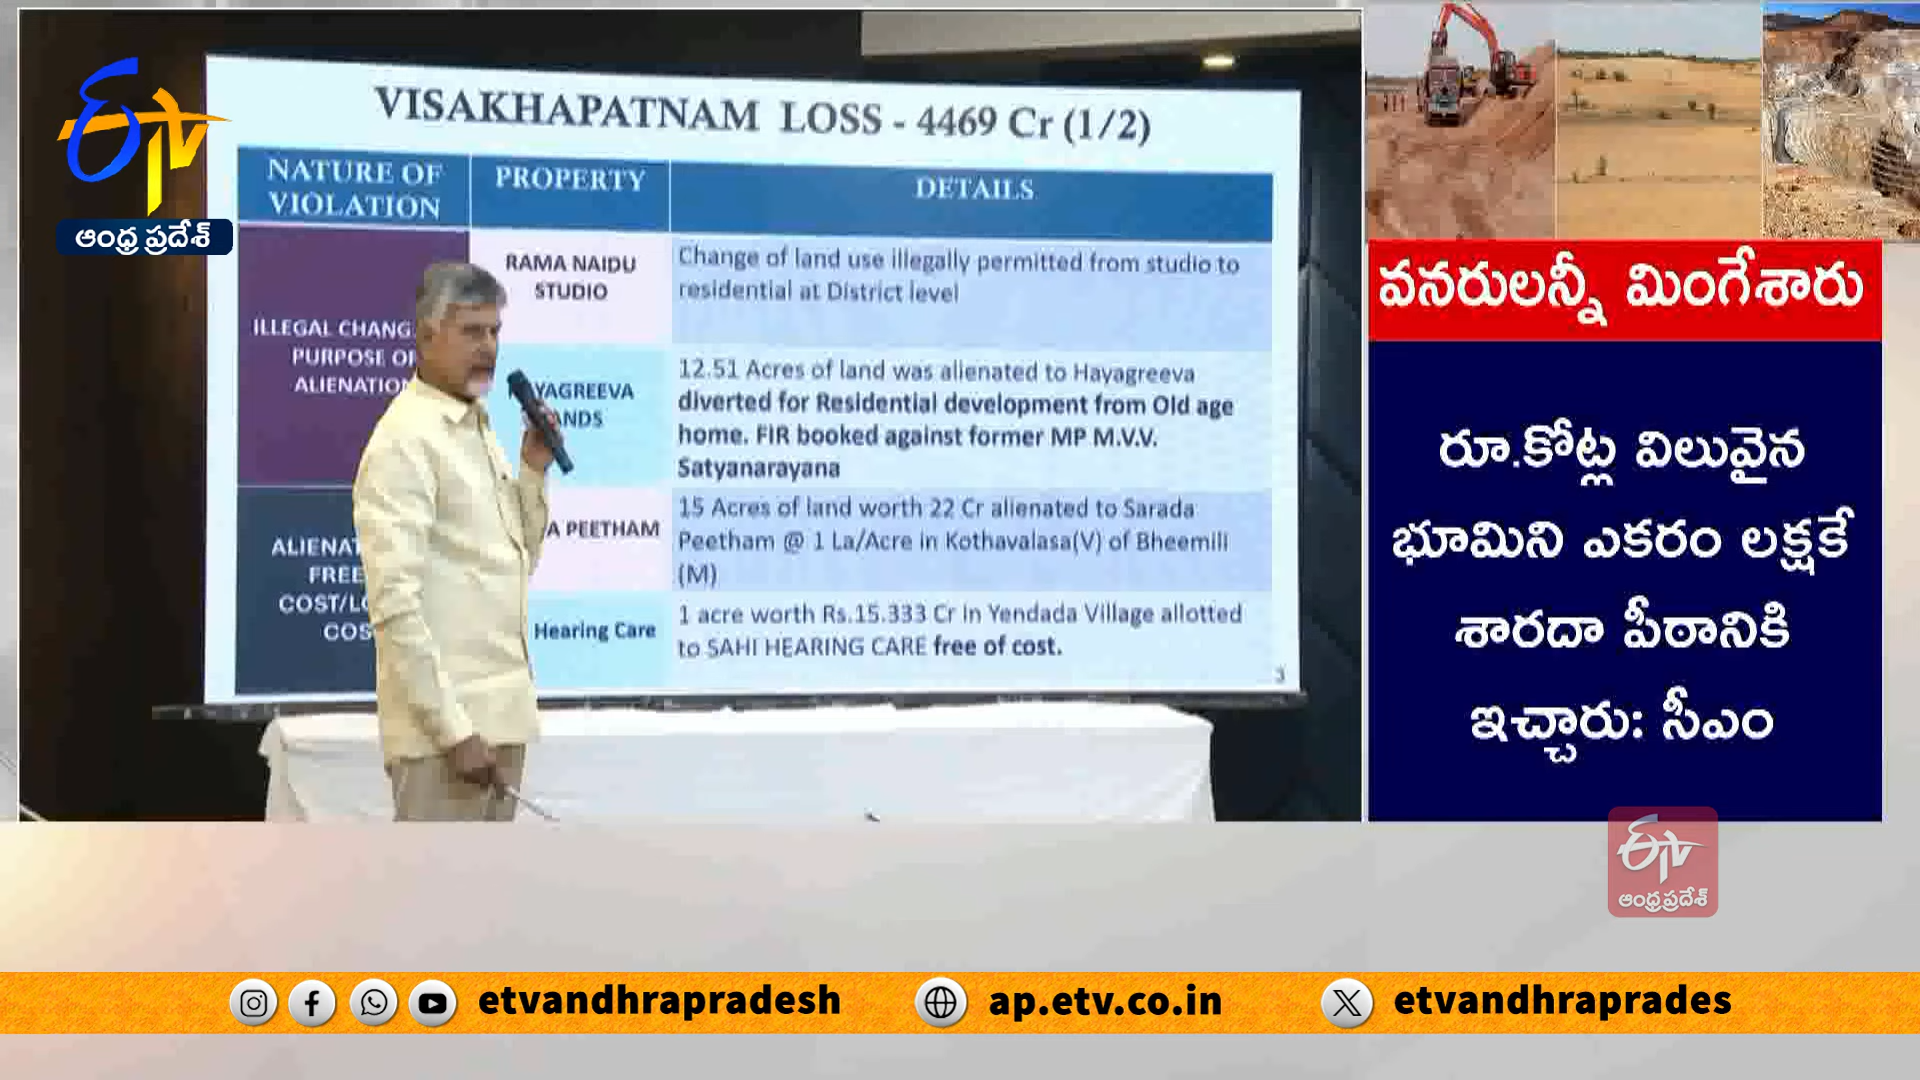 ఈTV
ఆంధ్ర ప్రదేశ్
VISAKHAPATNAM LOSS - 4469 Cr (1/2)
NATURE OF
VIOLATION
PROPERTY
DETAILS
ILLEGAL
PURPOSE
RAMA NAIDU
STUDIO
Change of land use illegally permitted from studio to
residential at District level
12.51 Acres of land was alienated to Hayagreeva
diverted for Residential development from Old age
home. FIR booked against former MP M.V.V.
Satyanarayana
PEETHAM
15 Acres of land worth 22 Cr alienated to Sarada
Peetham @ 1 La/Acre in Kothavalasa(V) of Bheemili
(M)
FREE
Hearing Care
1 acre worth Rs.15.333 Cr in Yendada Village allotted
to SAHI HEARING CARE free of cost.
3
వనరులన్నీ మింగేశారు
రూ.కోట్ల విలువైన
భూమిని ఎకరం లక్షకే
శారదా పీఠానికి
ఇచ్చారు: సీఎం
ఈTV
ఆంధ్రప్రదేశ్
etvandhrapradesh
ap.etv.co.in
etvandhraprades